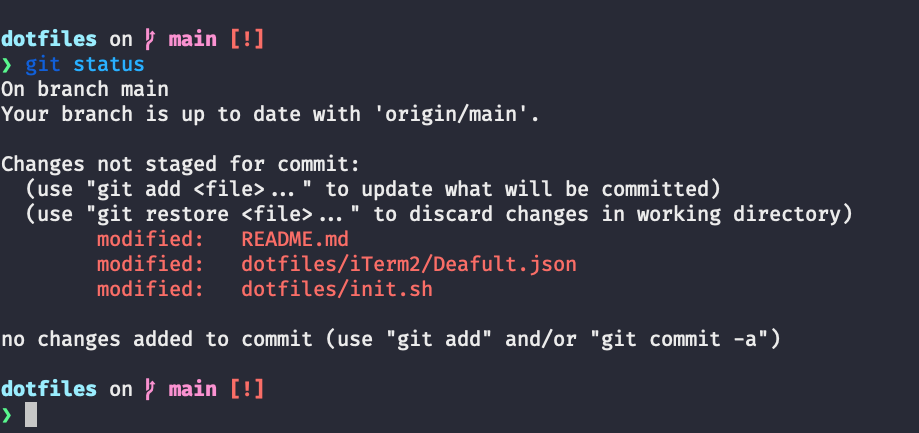 dotfiles on main [!]
❯ git status
On branch main
Your branch is up to date with 'origin/main'.
Changes not staged for commit:
(use "git add <file>..." to update what will be committed)
(use "git restore <file>..." to discard changes in working directory)
modified: README.md
modified: dotfiles/iTerm2/Deafult.json
modified: dotfiles/init.sh
no changes added to commit (use "git add" and/or "git commit -a")
dotfiles on main [!]
❯